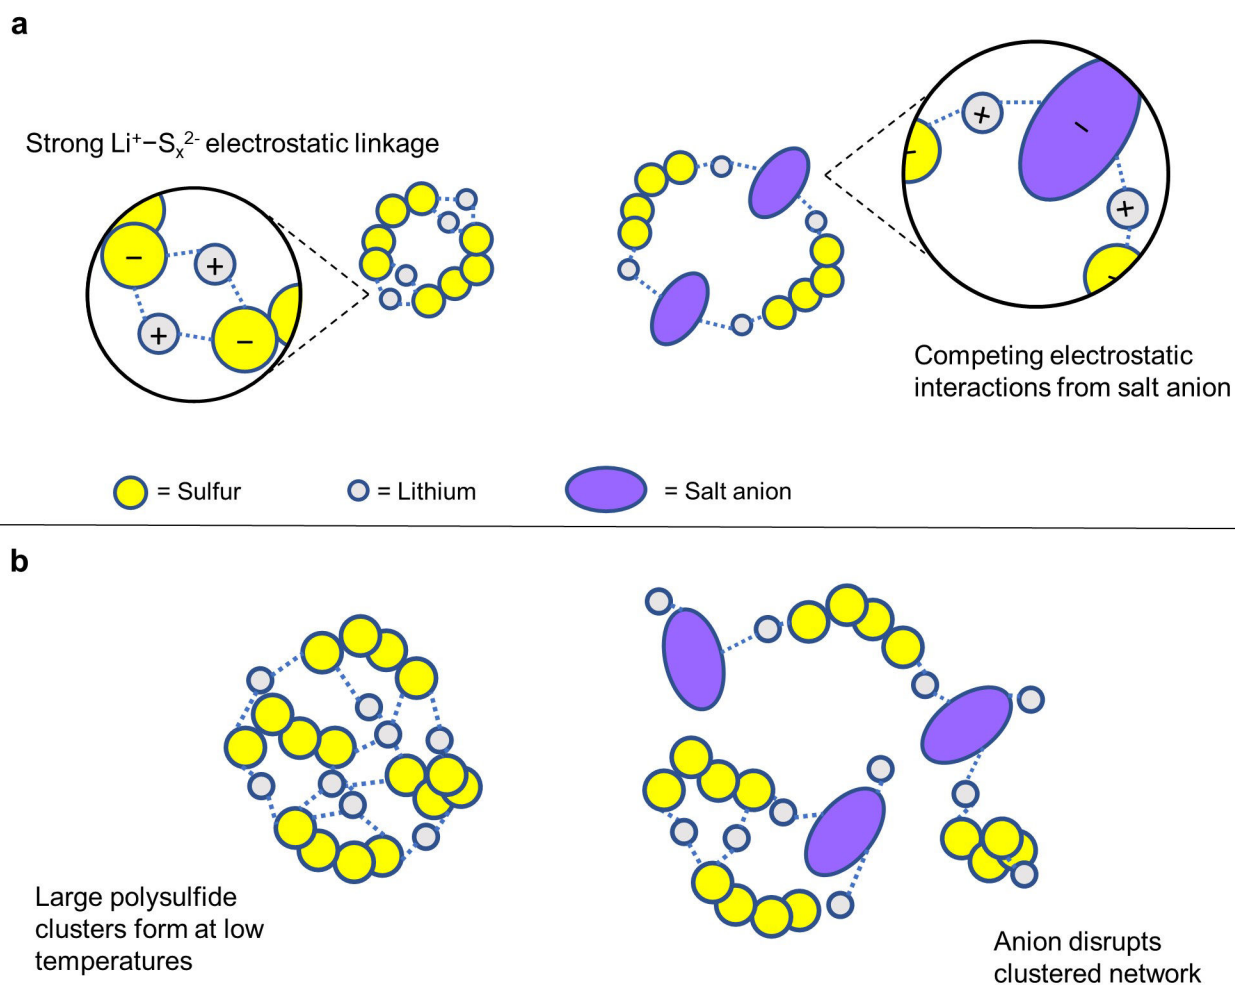 a
Strong Li⁺−Sₓ²⁻ electrostatic linkage
− + + −
− + − + −
Competing electrostatic
interactions from salt anion
= Sulfur = Lithium = Salt anion
b
Large polysulfide
clusters form at low
temperatures
Anion disrupts
clustered network